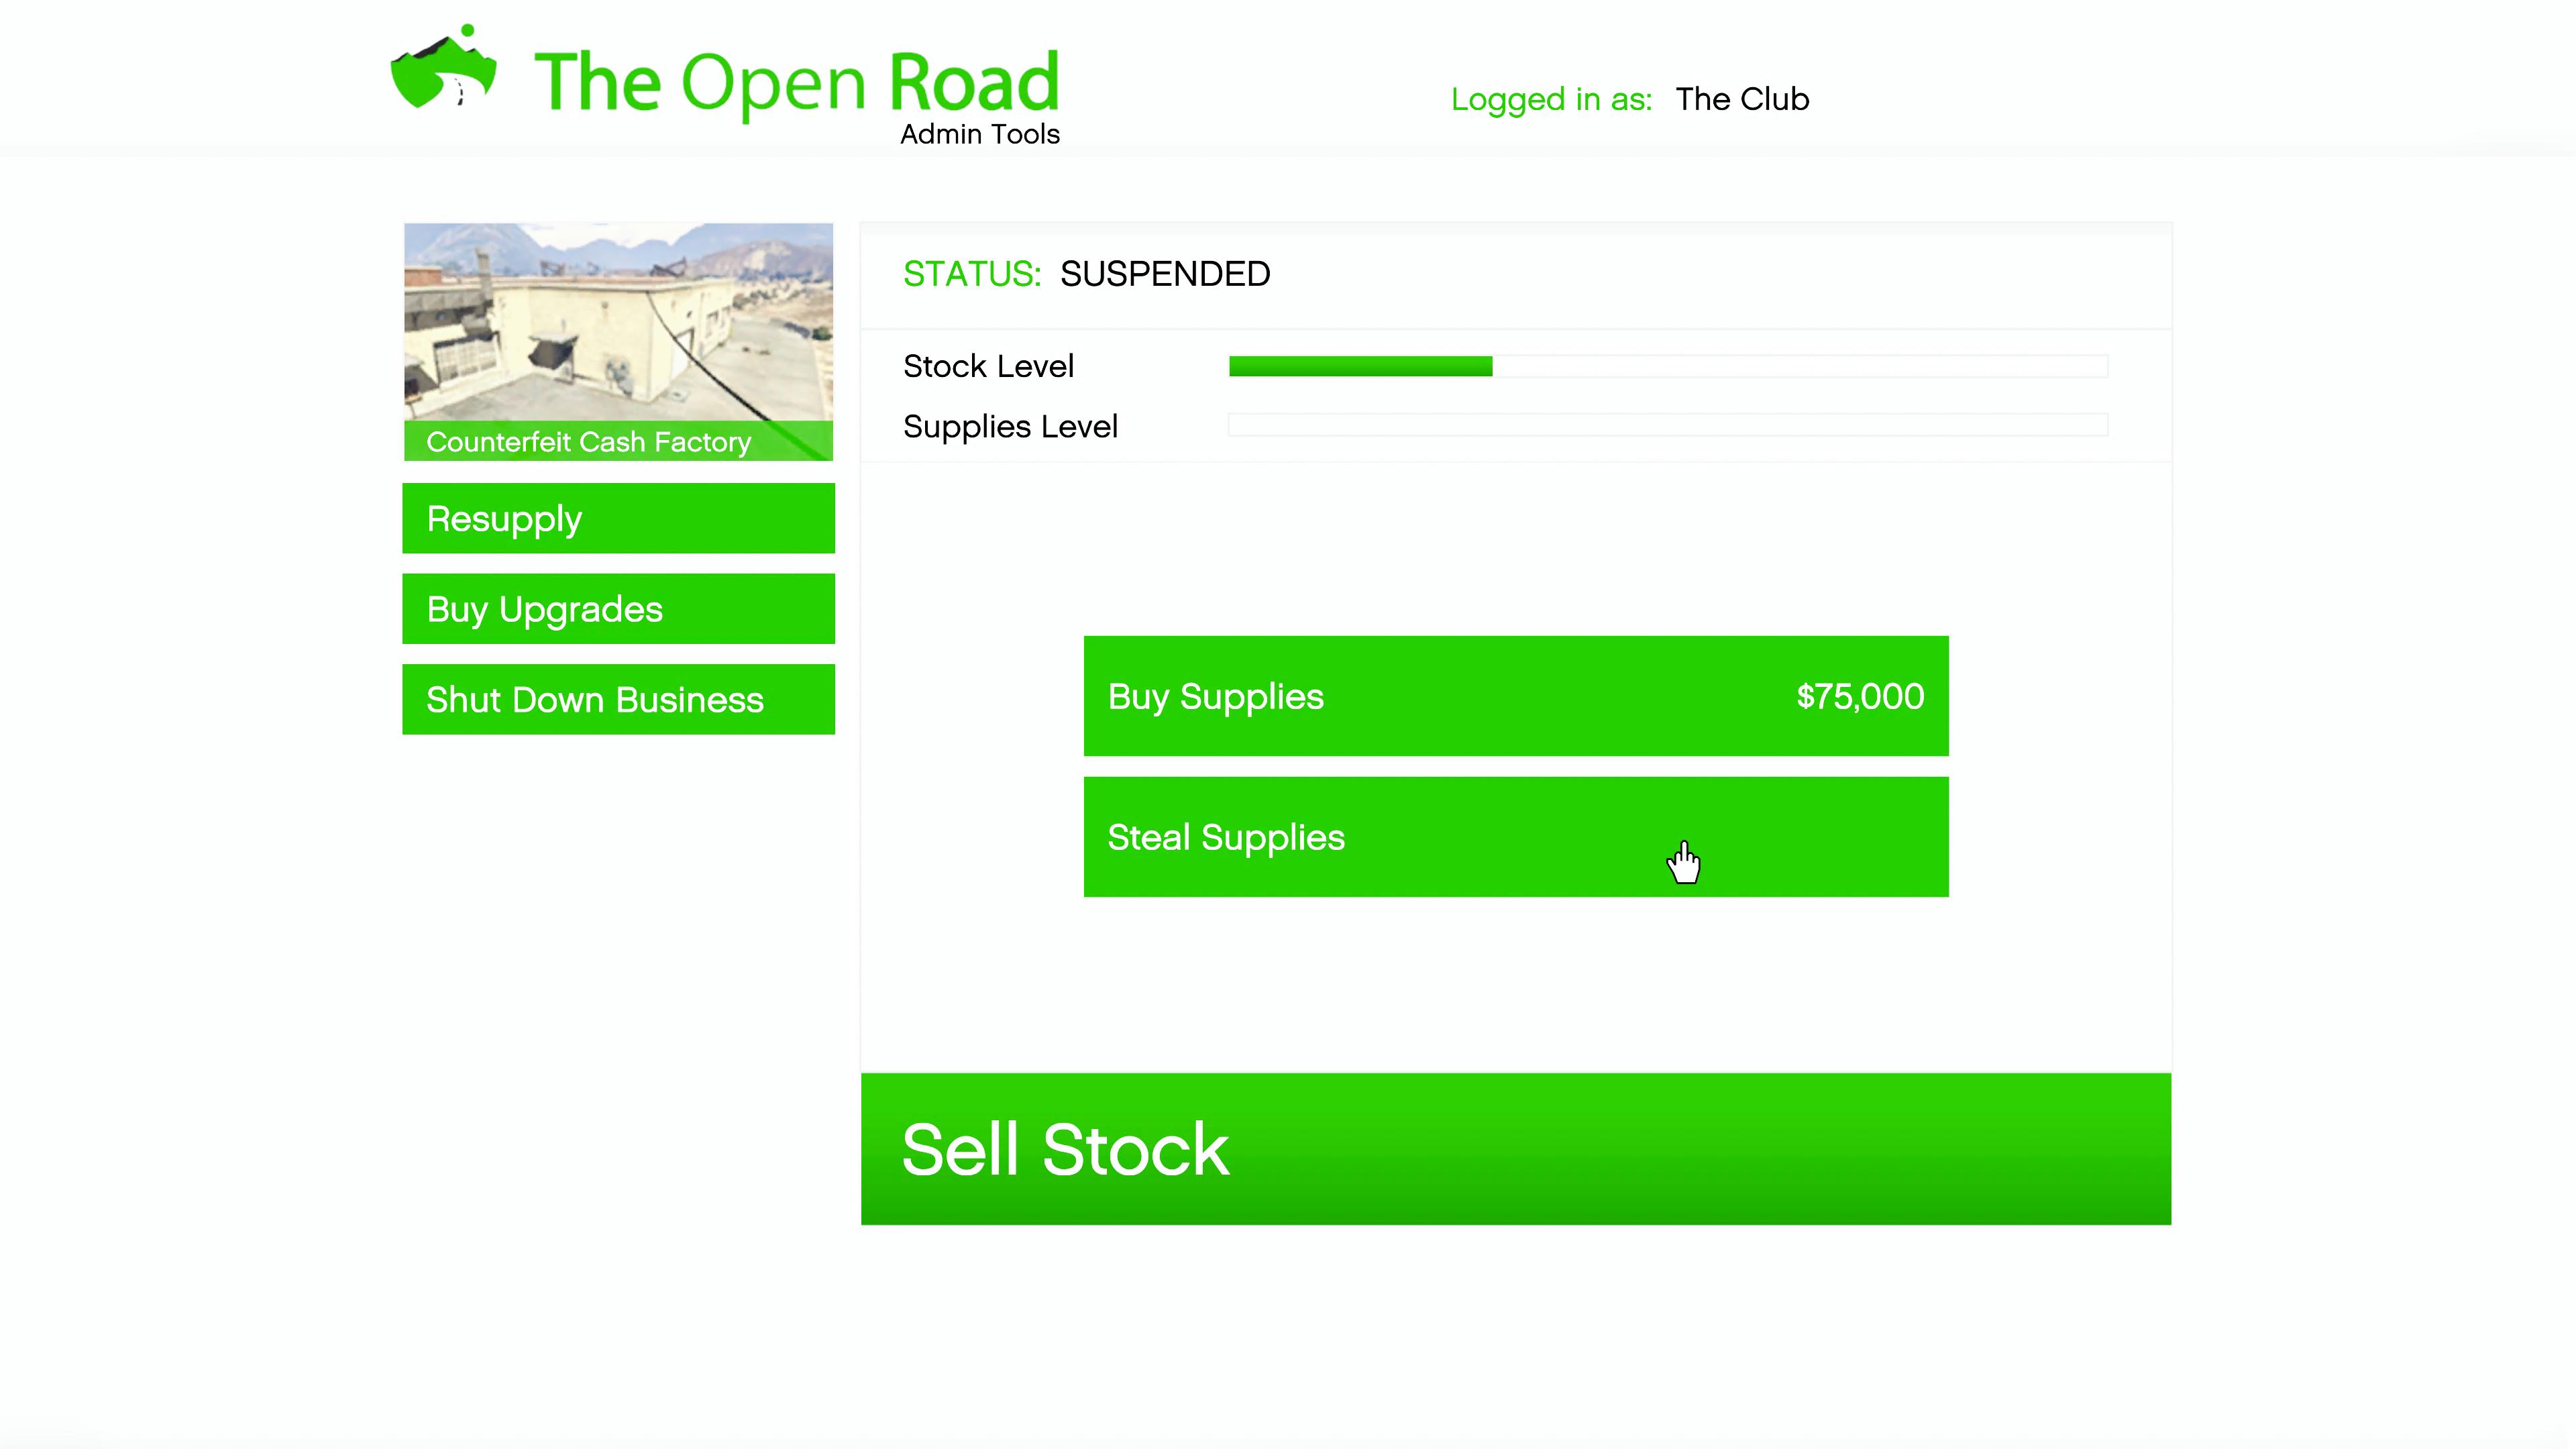 The Open Road
Admin Tools
Logged in as: The Club
Counterfeit Cash Factory
Resupply
Buy Upgrades
Shut Down Business
STATUS: SUSPENDED
Stock Level
Supplies Level
Buy Supplies $75,000
Steal Supplies
Sell Stock